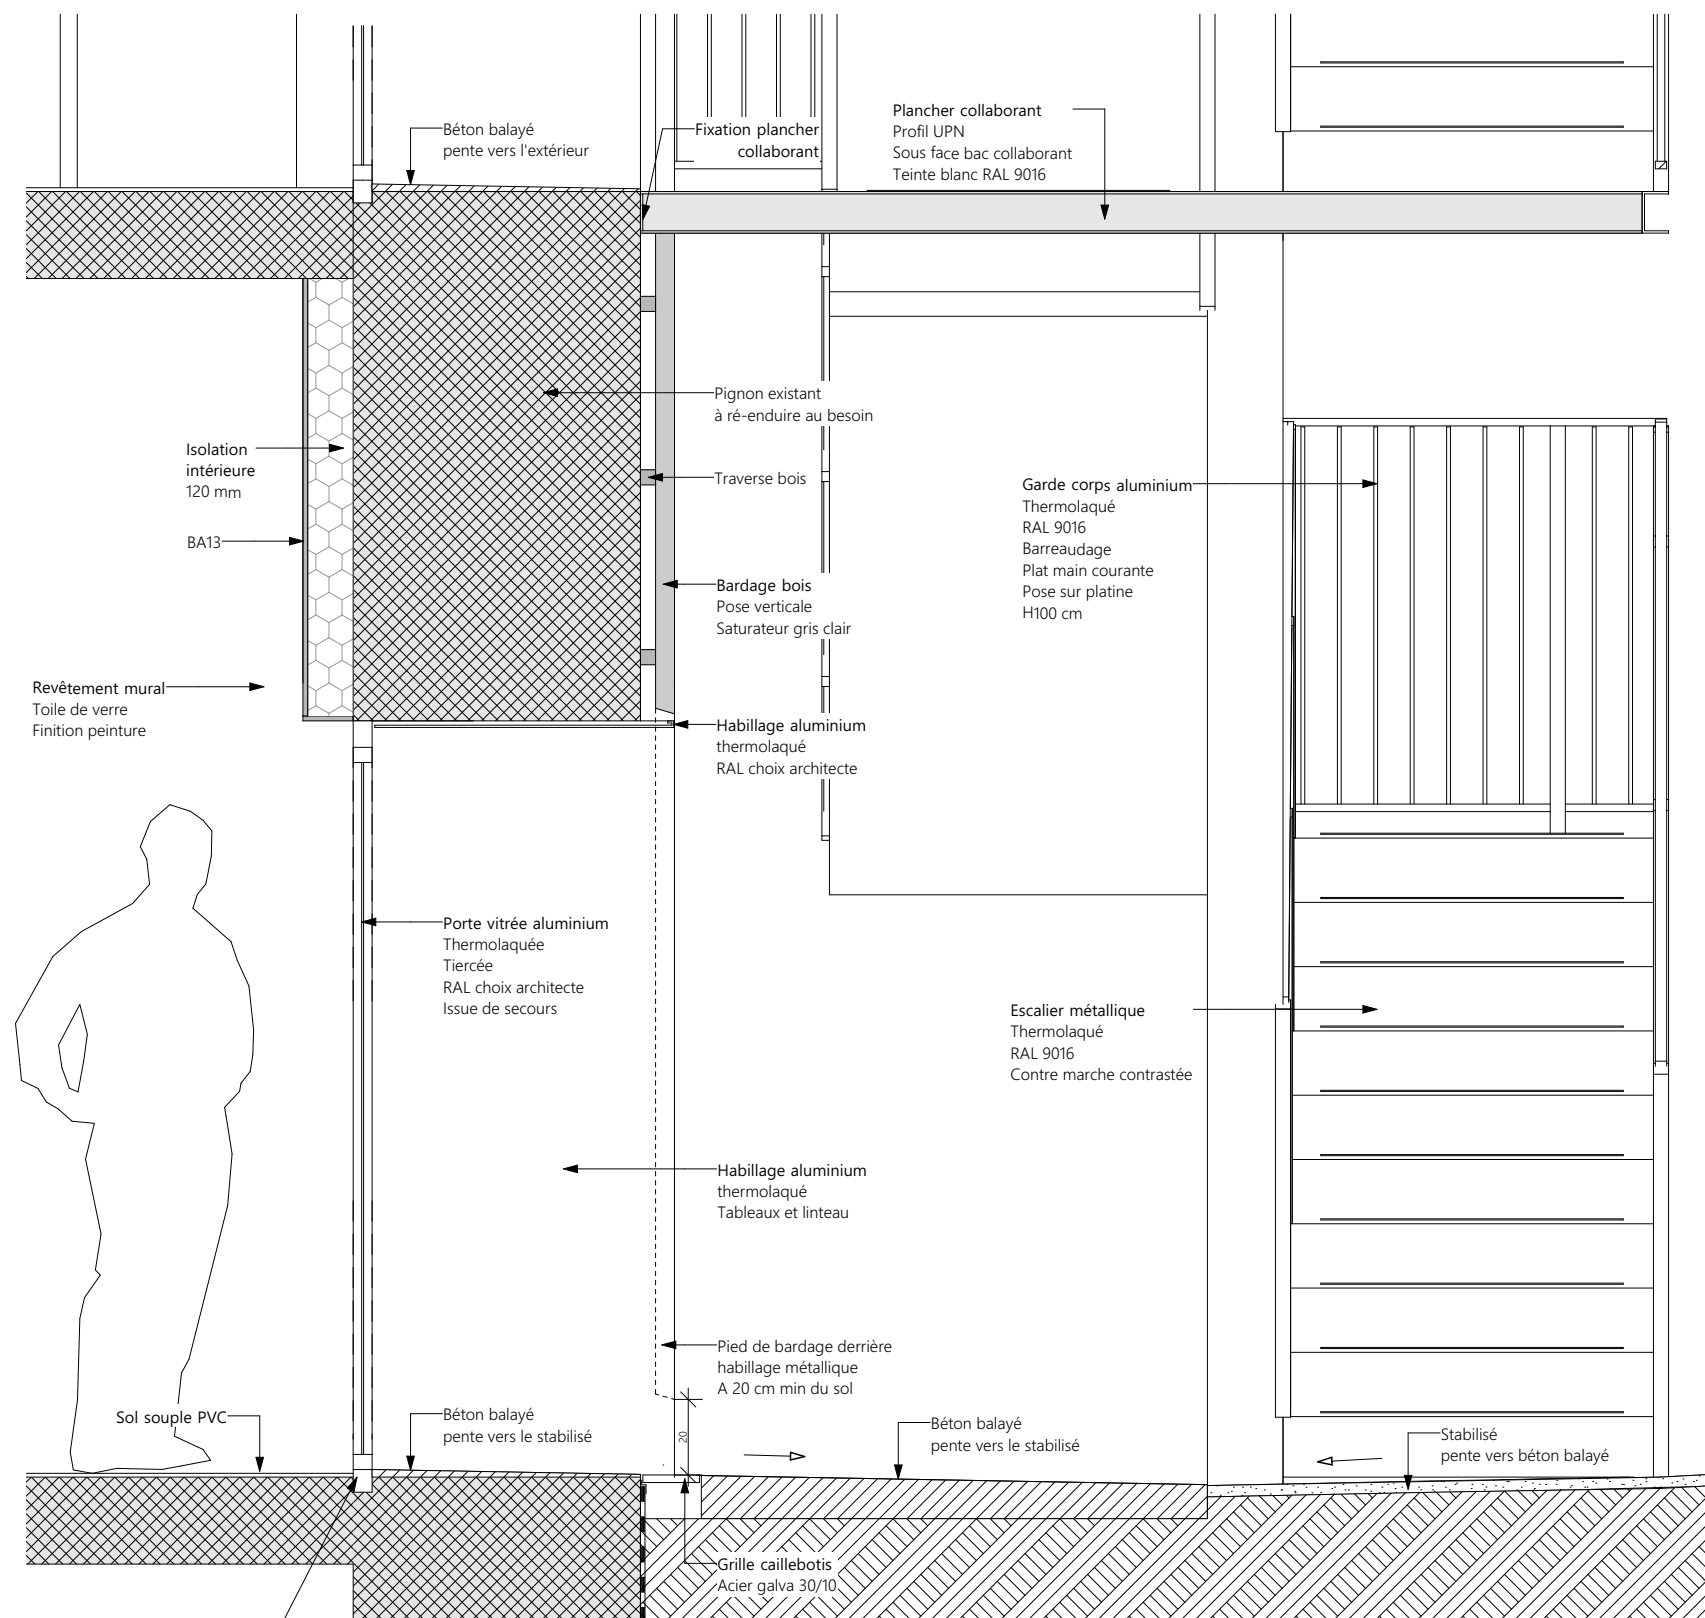 Béton balayé
pente vers l'extérieur
Fixation plancher
collaborant
Plancher collaborant
Profil UPN
Sous face bac collaborant
Teinte blanc RAL 9016
Pignon existant
à ré-enduire au besoin
Isolation
intérieure
120 mm
Traverse bois
Garde corps aluminium
Thermolaqué
RAL 9016
Barreaudage
Plat main courante
Pose sur platine
H100 cm
BA13
Bardage bois
Pose verticale
Saturateur gris clair
Revêtement mural
Toile de verre
Finition peinture
Habillage aluminium
thermolaqué
RAL choix architecte
Porte vitrée aluminium
Thermolaquée
Tiercée
RAL choix architecte
Issue de secours
Escalier métallique
Thermolaqué
RAL 9016
Contre marche contrastée
Habillage aluminium
thermolaqué
Tableaux et linteau
Pied de bardage derrière
habillage métallique
A 20 cm min du sol
Sol souple PVC
Béton balayé
pente vers le stabilisé
20
Béton balayé
pente vers le stabilisé
Stabilisé
pente vers béton balayé
Grille caillebotis
Acier galva 30/10